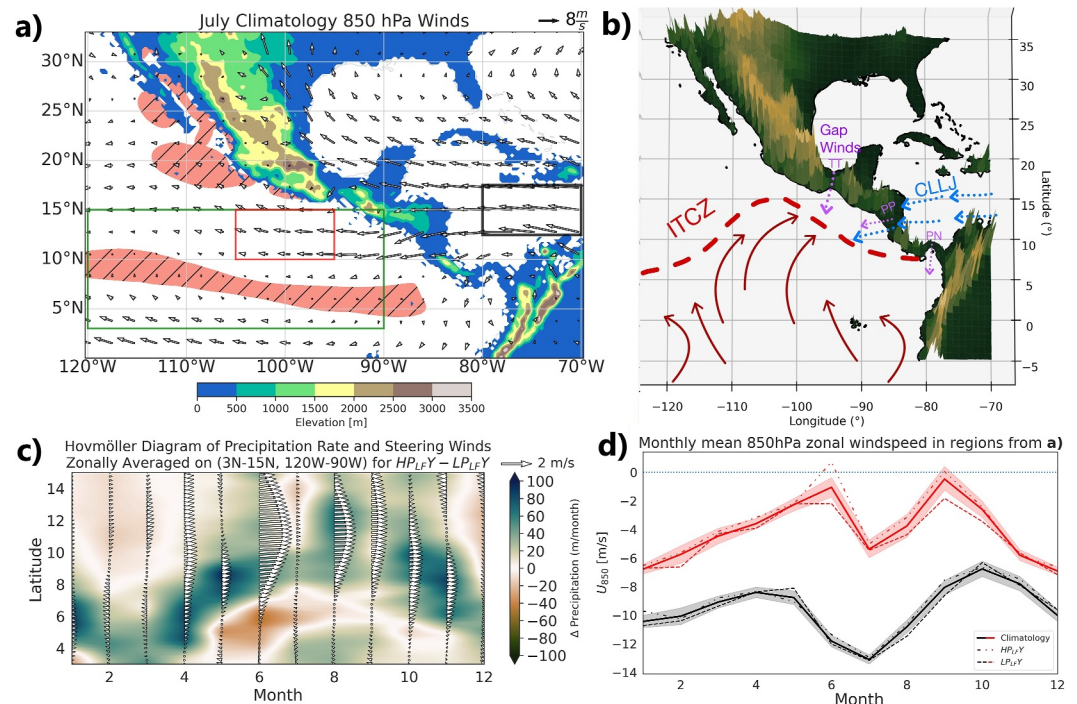 a)
July Climatology 850 hPa Winds
8 m/s
30°N
25°N
20°N
15°N
10°N
5°N
120°W 110°W 100°W 90°W 80°W 70°W
0 500 1000 1500 2000 2500 3000 3500
Elevation [m]
b)
Gap
Winds
TT
CLLJ
PP
PN
ITCZ
35
30
25
20
15
10
5
0
−5
Latitude (°)
−120 −110 −100 −90 −80 −70
Longitude (°)
c)
Hovmöller Diagram of Precipitation Rate and Steering Winds
Zonally Averaged on (3N-15N, 120W-90W) for HP_LFY − LP_LFY
2 m/s
14
12
10
8
6
4
Latitude
2 4 6 8 10 12
Month
100
80
60
40
20
0
−20
−40
−60
−80
−100
Δ Precipitation (m/month)
d)
Monthly mean 850hPa zonal windspeed in regions from a)
0
−2
−4
−6
−8
−10
−12
−14
U₈₅₀ [m/s]
Climatology
HP_LFY
LP_LFY
2 4 6 8 10 12
Month